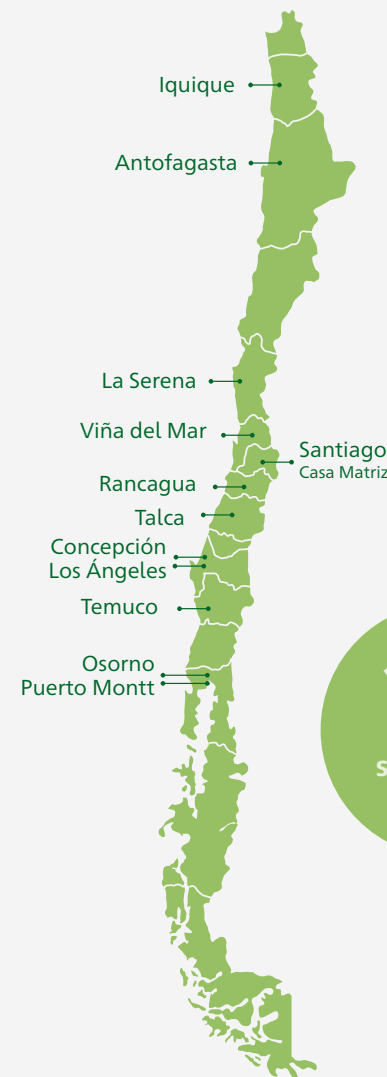 Iquique
Antofagasta
La Serena
Viña del Mar
Santiago
Casa Matriz
Rancagua
Talca
Concepción
Los Ángeles
Temuco
Osorno
Puerto Montt